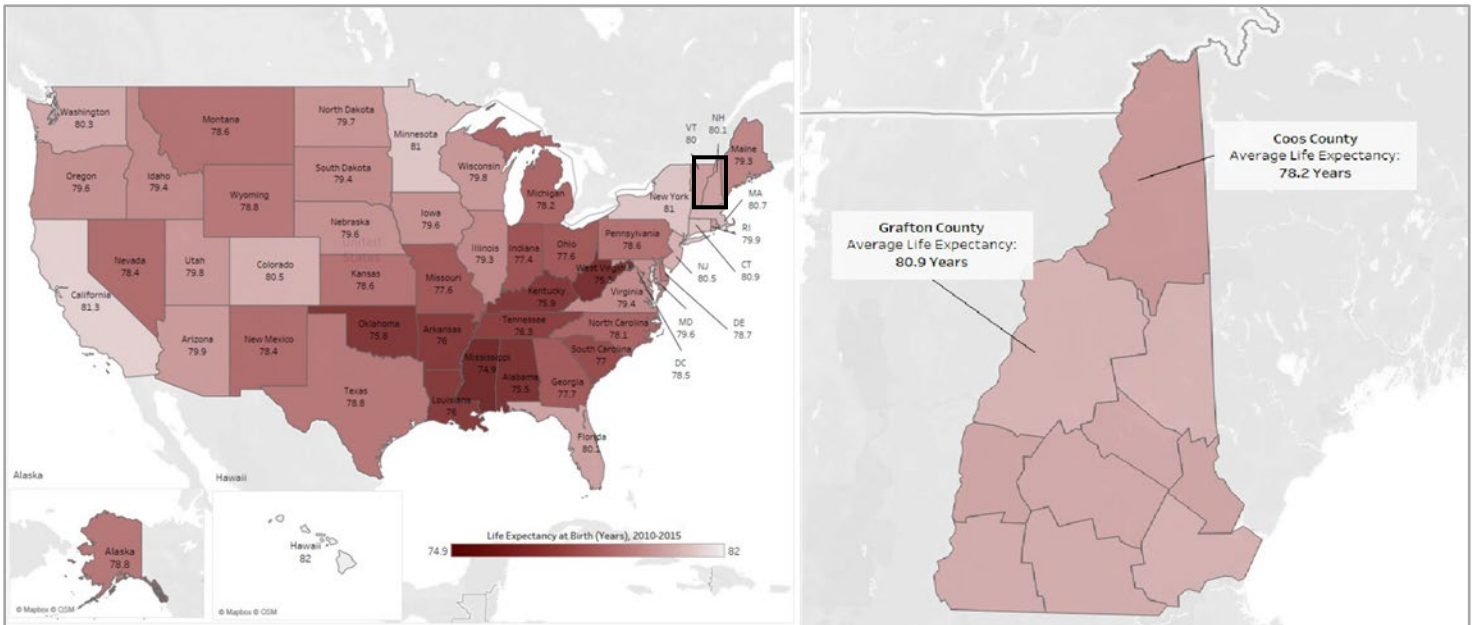 Washington
80.3
Montana
78.6
North Dakota
79.7
Minnesota
81
VT
80
NH
80.1
Maine
79.3
Oregon
79.6
Idaho
79.4
Wyoming
78.8
South Dakota
79.4
Wisconsin
79.8
Michigan
78.2
New York
81
MA
80.7
Nebraska
79.6
Iowa
79.6
Illinois
79.3
Indiana
77.4
Ohio
77.6
Pennsylvania
78.6
RI
79.9
CT
80.9
NJ
80.5
Nevada
78.4
Utah
79.8
Colorado
80.5
United
States
Kansas
78.6
Missouri
77.6
West Virginia
Kentucky
75.9
Virginia
79.4
California
81.3
MD
79.6
DE
78.7
DC
78.5
Arizona
79.9
New Mexico
78.4
Oklahoma
75.6
Arkansas
76
Tennessee
76.3
North Carolina
78.1
South Carolina
77
Mississippi
74.9
Alabama
75.5
Georgia
77.7
Texas
78.8
Louisiana
76
Florida
80.1
Alaska
Hawaii
Alaska
78.8
Hawaii
82
Life Expectancy at Birth (Years), 2010-2015
74.9
82
© Mapbox © OSM
© Mapbox © OSM
Coos County
Average Life Expectancy:
78.2 Years
Grafton County
Average Life Expectancy:
80.9 Years